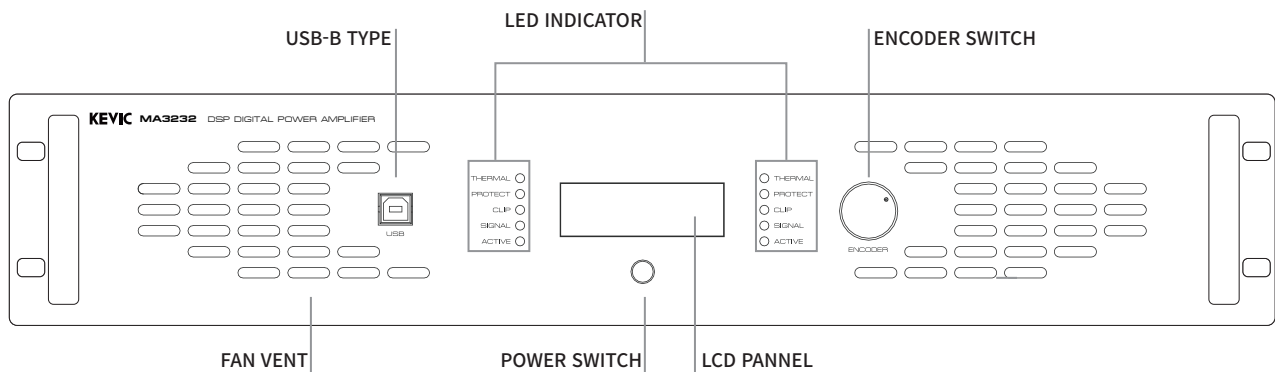 LED INDICATOR
USB-B TYPE
ENCODER SWITCH
KEVIC MA3232 DSP DIGITAL POWER AMPLIFIER
THERMAL
PROTECT
CLIP
SIGNAL
ACTIVE
USB
THERMAL
PROTECT
CLIP
SIGNAL
ACTIVE
ENCODER
FAN VENT
POWER SWITCH
LCD PANNEL